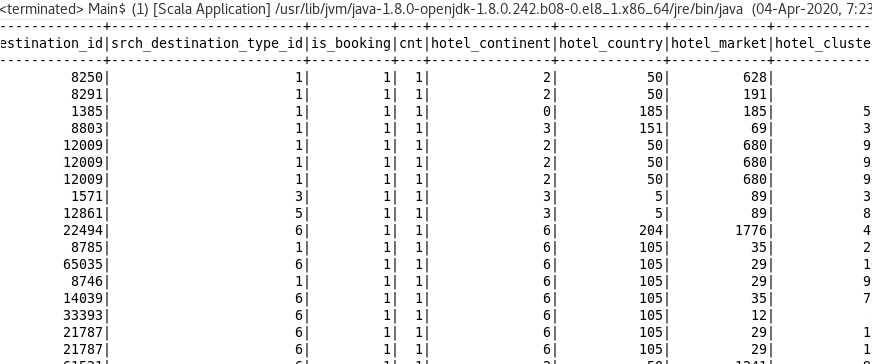 <terminated> Main$ (1) [Scala Application] /usr/lib/jvm/java-1.8.0-openjdk-1.8.0.242.b08-0.el8_1.x86_64/jre/bin/java (04-Apr-2020, 7:23
estination_id|srch_destination_type_id|is_booking|cnt|hotel_continent|hotel_country|hotel_market|hotel_cluste
8250| 1| 1| 1| 2| 50| 628|
8291| 1| 1| 1| 2| 50| 191|
1385| 1| 1| 1| 0| 185| 185| 5
8803| 1| 1| 1| 3| 151| 69| 3
12009| 1| 1| 1| 2| 50| 680| 9
12009| 1| 1| 1| 2| 50| 680| 9
12009| 1| 1| 1| 2| 50| 680| 9
1571| 3| 1| 1| 3| 5| 89| 3
12861| 5| 1| 1| 3| 5| 89| 8
22494| 6| 1| 1| 6| 204| 1776| 4
8785| 1| 1| 1| 6| 105| 35| 2
65035| 6| 1| 1| 6| 105| 29| 1
8746| 1| 1| 1| 6| 105| 29| 9
14039| 6| 1| 1| 6| 105| 35| 7
33393| 6| 1| 1| 6| 105| 12|
21787| 6| 1| 1| 6| 105| 29| 1
21787| 6| 1| 1| 6| 105| 29| 1